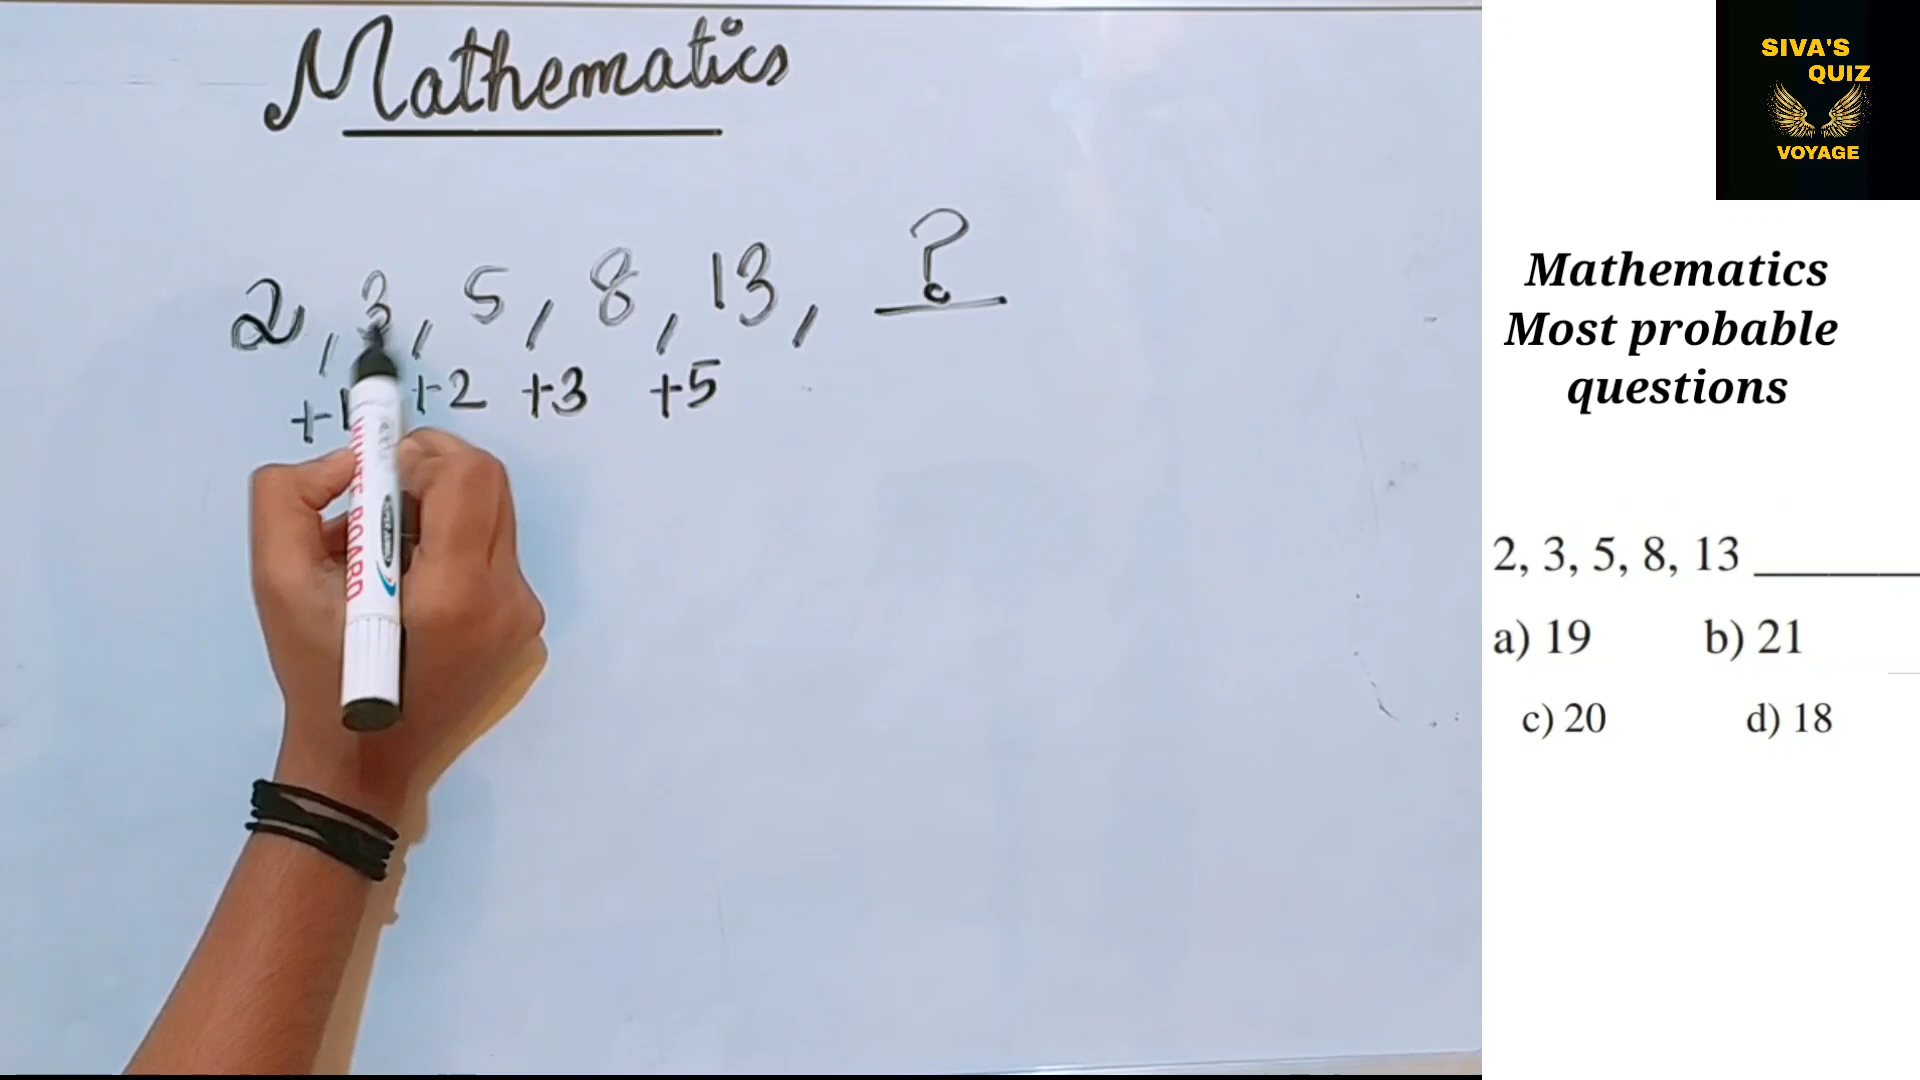 Mathematics
2, 3, 5, 8, 13, ?
+1 +2 +3 +5
WHITE BOARD
SIVA'S
QUIZ
VOYAGE
Mathematics
Most probable
questions
2, 3, 5, 8, 13 ________
a) 19 b) 21
c) 20 d) 18